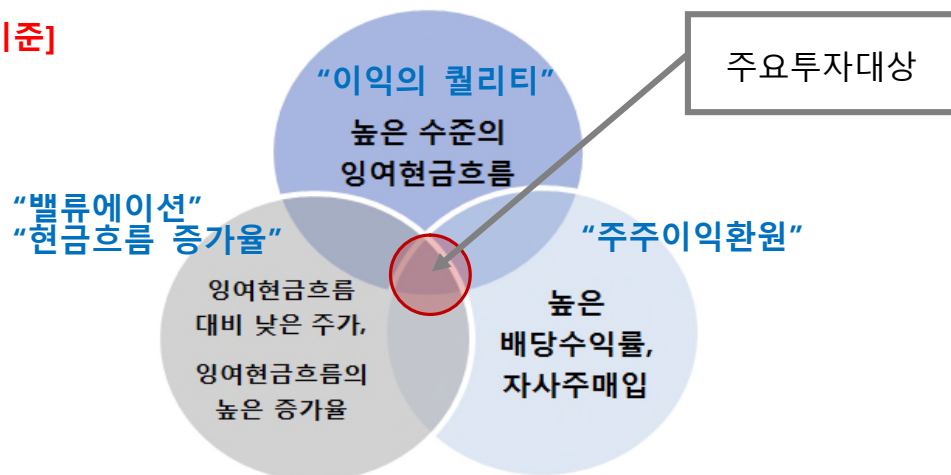 기준]
주요투자대상
“이익의 퀄리티”
높은 수준의
잉여현금흐름
“밸류에이션”
“현금흐름 증가율”
잉여현금흐름
대비 낮은 주가,
잉여현금흐름의
높은 증가율
“주주이익환원”
높은
배당수익률,
자사주매입